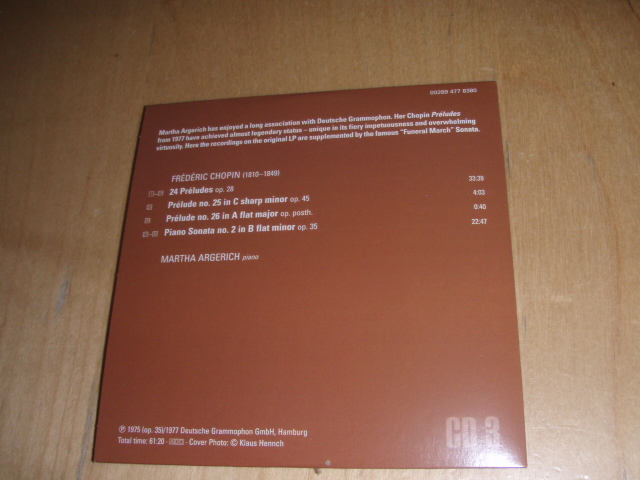 00289 477 8360
Martha Argerich has enjoyed a long association with Deutsche Grammophon. Her Chopin Préludes
from 1977 have achieved almost legendary status – unique in its fiery impetuousness and overwhelming
virtuosity. Here the recordings on the original LP are supplemented by the famous "Funeral March" Sonata.
FRÉDÉRIC CHOPIN (1810–1849)
24 Préludes op. 28 33:39
Prélude no. 25 in C sharp minor op. 45 4:03
Prélude no. 26 in A flat major op. posth. 0:40
Piano Sonata no. 2 in B flat minor op. 35 22:47
MARTHA ARGERICH piano
℗ 1975 (op. 35)/1977 Deutsche Grammophon GmbH, Hamburg
Total time: 61:20 · Cover Photo: © Klaus Hennch
CD 3